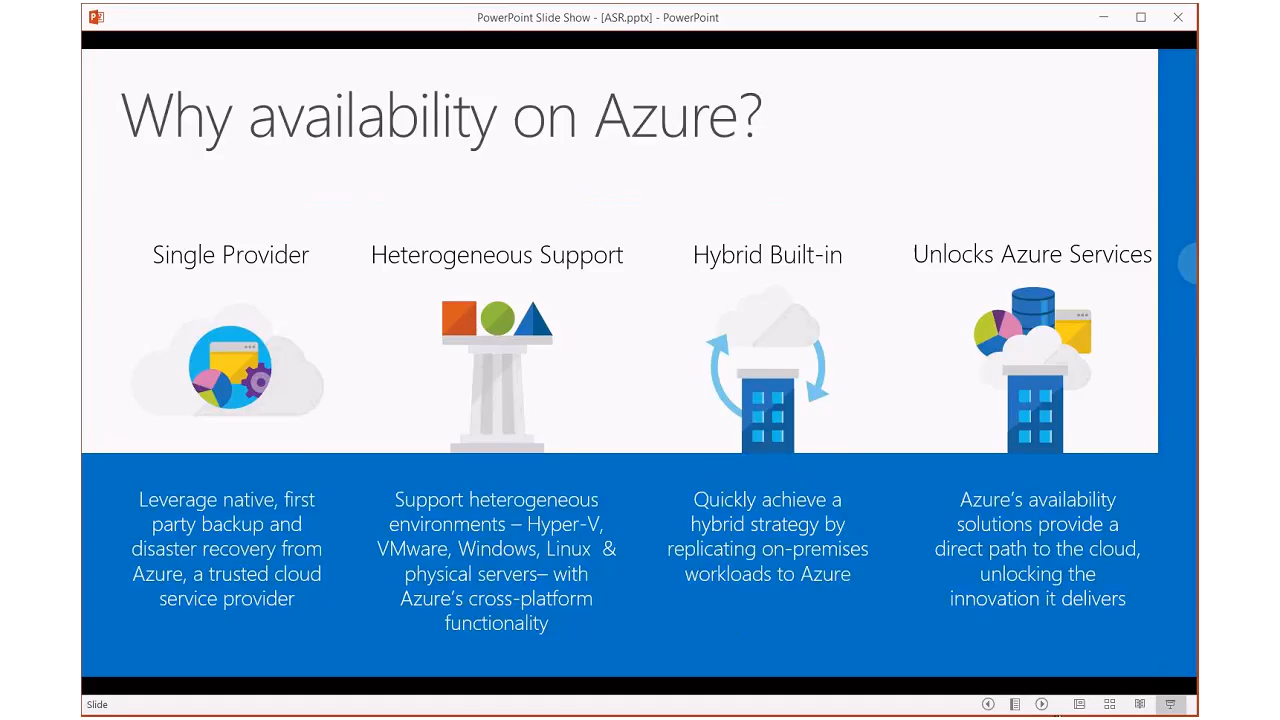 PowerPoint Slide Show - [ASR.pptx] - PowerPoint
Why availability on Azure?
Single Provider
Leverage native, first
party backup and
disaster recovery from
Azure, a trusted cloud
service provider
Heterogeneous Support
Support heterogeneous
environments – Hyper-V,
VMware, Windows, Linux  &
physical servers– with
Azure's cross-platform
functionality
Hybrid Built-in
Quickly achieve a
hybrid strategy by
replicating on-premises
workloads to Azure
Unlocks Azure Services
Azure's availability
solutions provide a
direct path to the cloud,
unlocking the
innovation it delivers
Slide